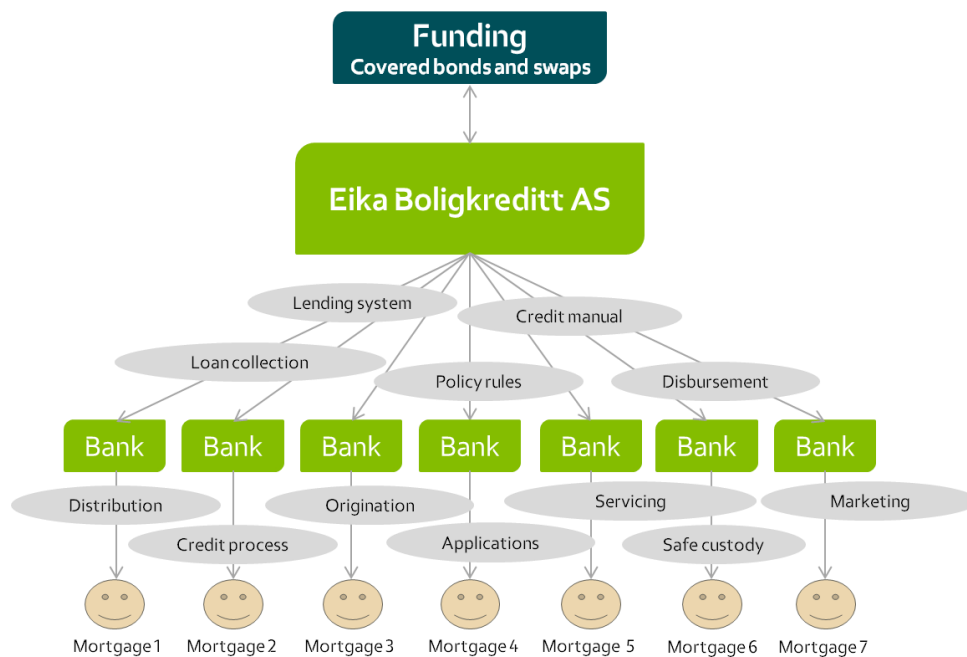 Funding
Covered bonds and swaps
Eika Boligkreditt AS
Lending system
Credit manual
Loan collection
Policy rules
Disbursement
Bank
Bank
Bank
Bank
Bank
Bank
Bank
Distribution
Origination
Servicing
Marketing
Credit process
Applications
Safe custody
Mortgage 1
Mortgage 2
Mortgage 3
Mortgage 4
Mortgage 5
Mortgage 6
Mortgage 7